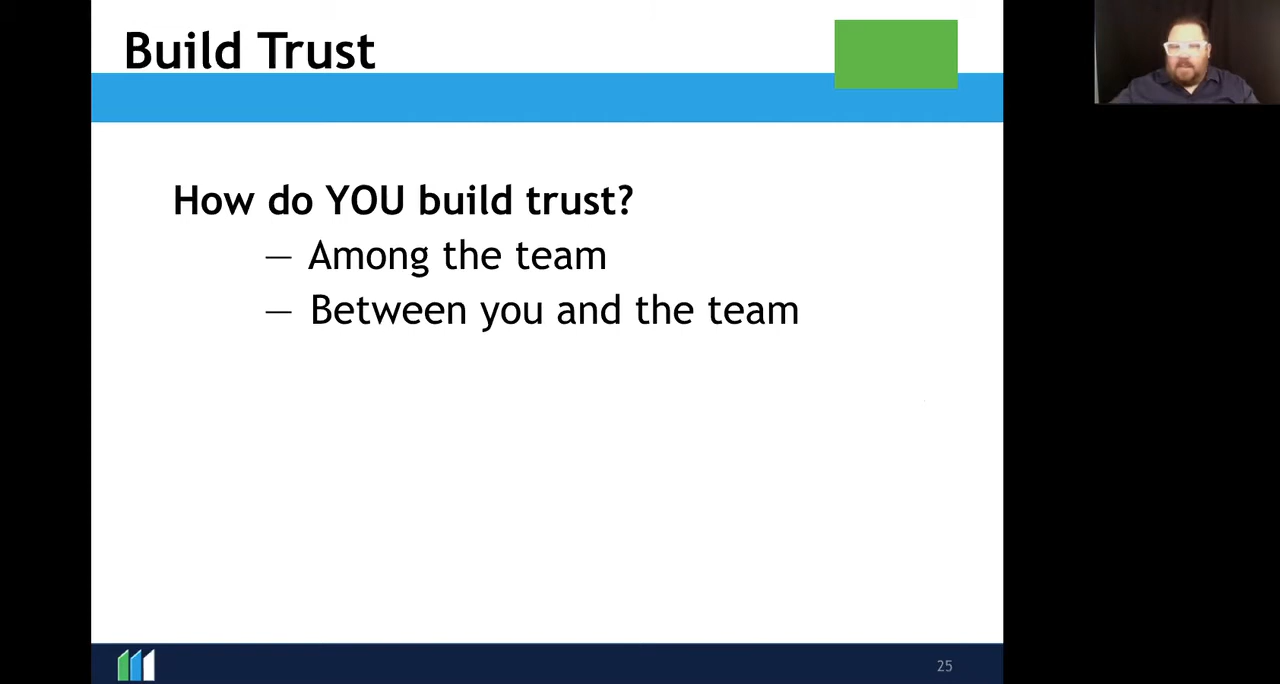 Build Trust
How do YOU build trust?
— Among the team
— Between you and the team
25